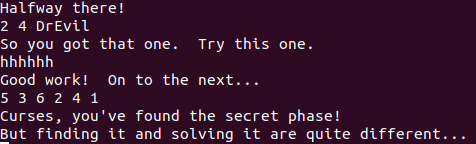 Halfway there!
2 4 DrEvil
So you got that one.  Try this one.
hhhhhh
Good work!  On to the next...
5 3 6 2 4 1
Curses, you've found the secret phase!
But finding it and solving it are quite different...